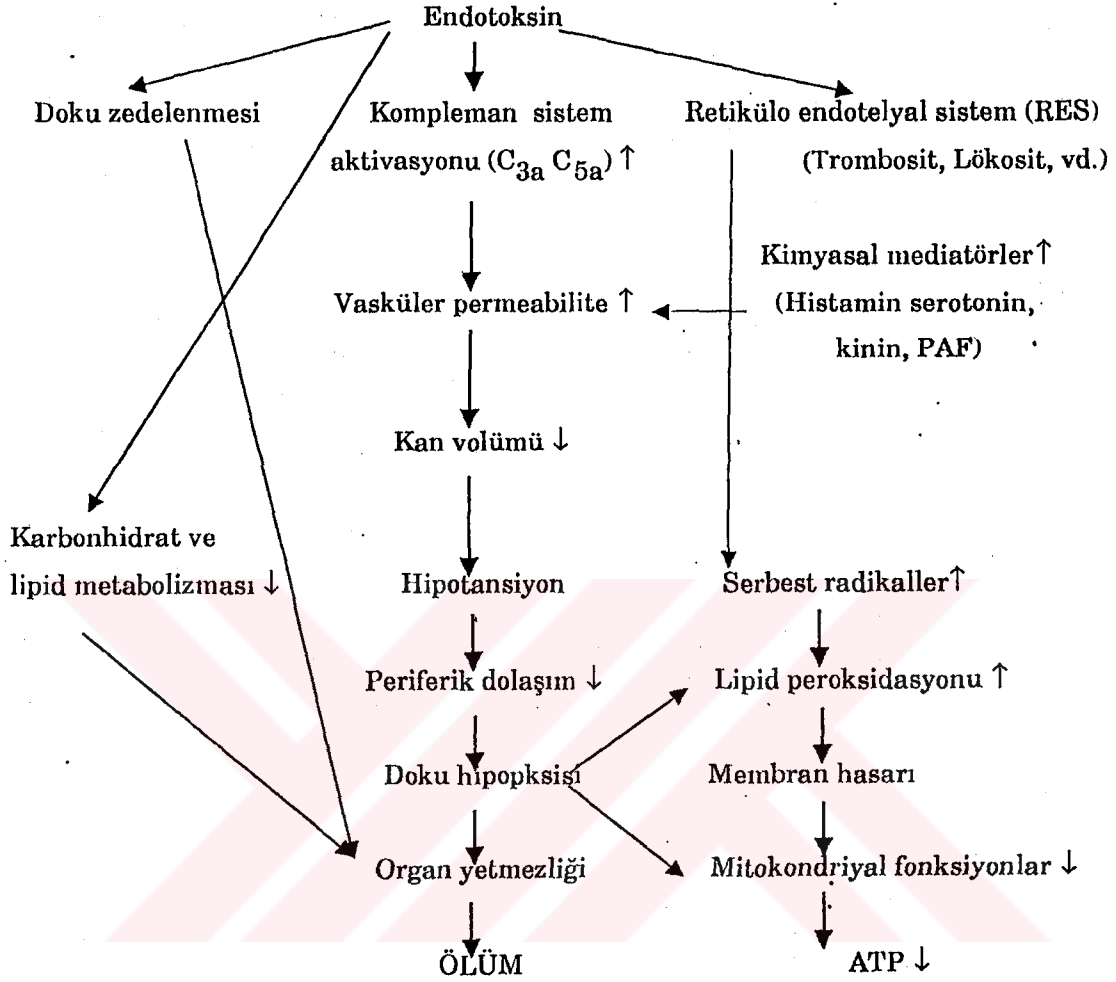 Endotoksin
Doku zedelenmesi
Kompleman sistem
aktivasyonu (C3a C5a) ↑
Retikülo endotelyal sistem (RES)
(Trombosit, Lökosit, vd.)
Kimyasal mediatörler↑
(Histamin serotonin,
kinin, PAF)
Vasküler permeabilite ↑
Kan volümü ↓
Karbonhidrat ve
lipid metabolizması ↓
Hipotansiyon
Serbest radikaller↑
Periferik dolaşım ↓
Lipid peroksidasyonu ↑
Doku hipopksisi
Membran hasarı
Organ yetmezliği
Mitokondriyal fonksiyonlar ↓
ÖLÜM
ATP ↓